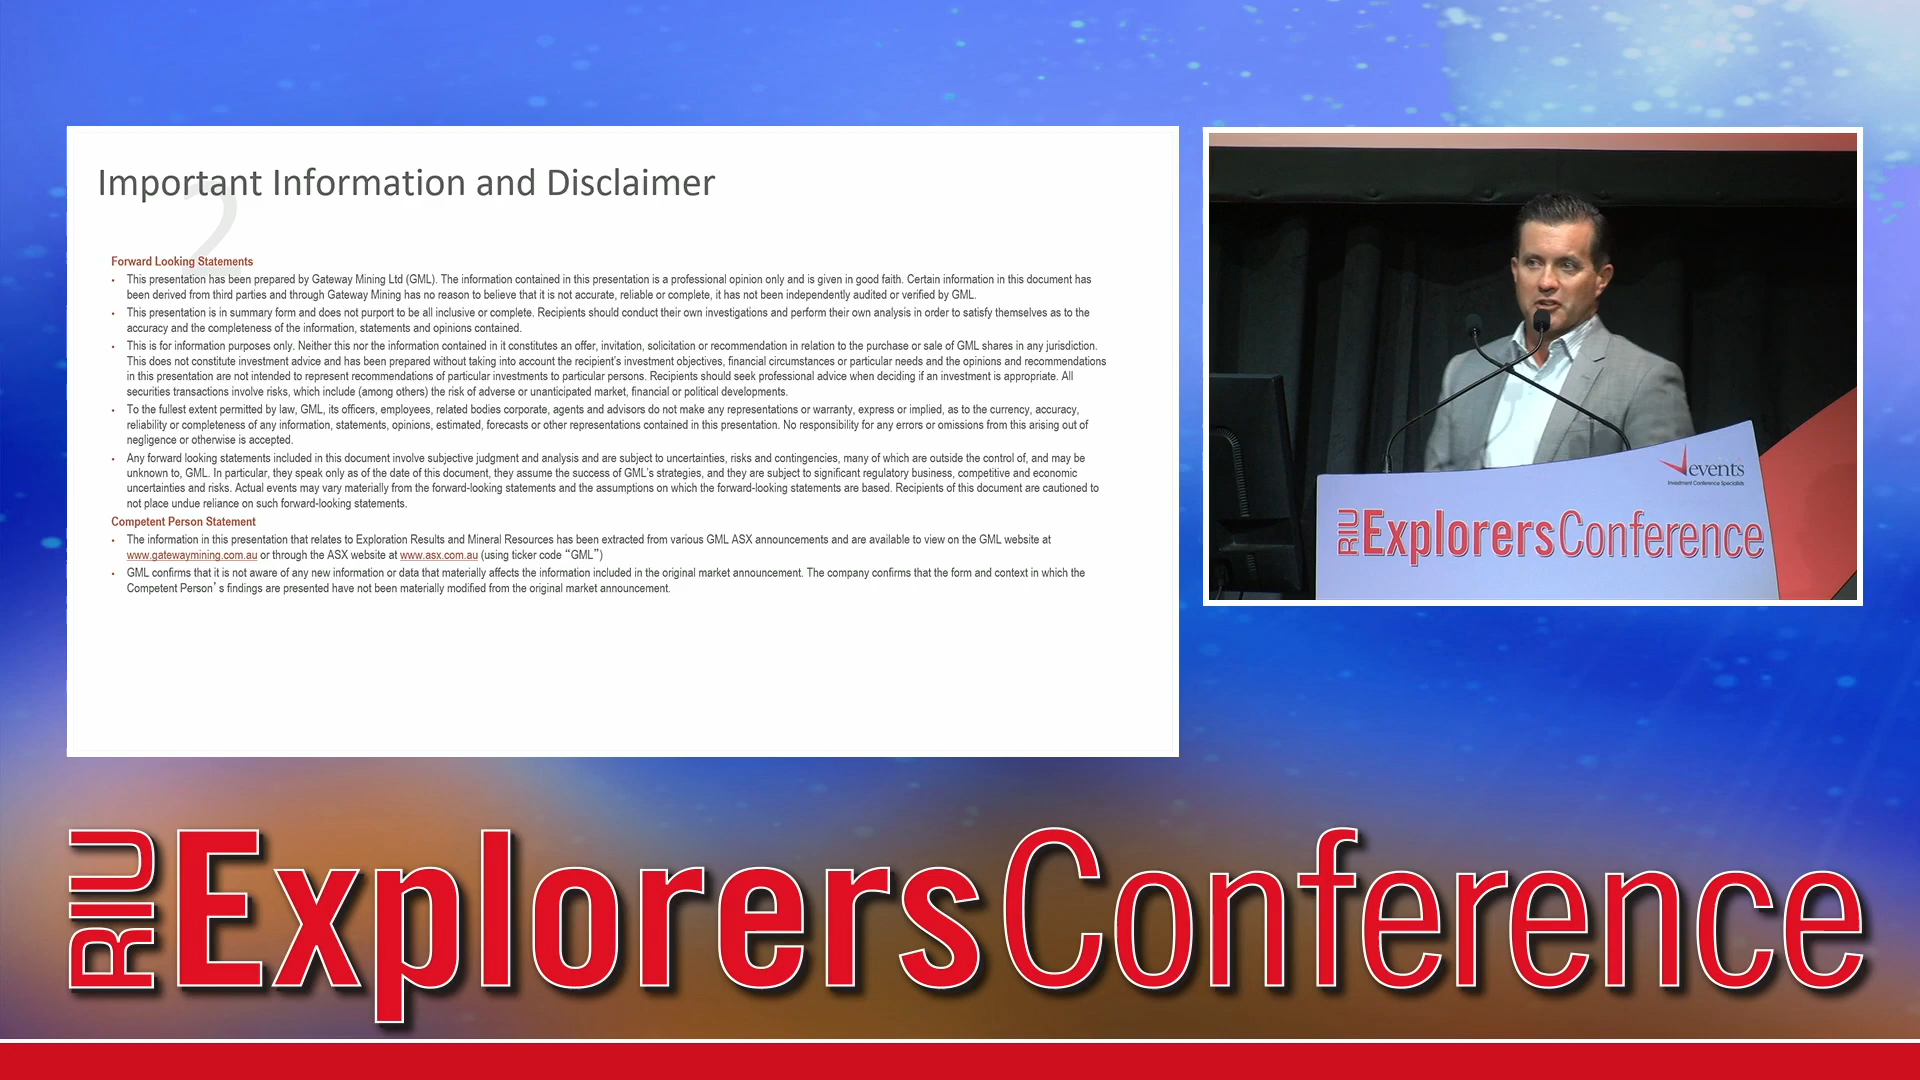 Important Information and Disclaimer
2
Forward Looking Statements
• This presentation has been prepared by Gateway Mining Ltd (GML). The information contained in this presentation is a professional opinion only and is given in good faith. Certain information in this document has
been derived from third parties and through Gateway Mining has no reason to believe that it is not accurate, reliable or complete, it has not been independently audited or verified by GML.
• This presentation is in summary form and does not purport to be all inclusive or complete. Recipients should conduct their own investigations and perform their own analysis in order to satisfy themselves as to the
accuracy and the completeness of the information, statements and opinions contained.
• This is for information purposes only. Neither this nor the information contained in it constitutes an offer, invitation, solicitation or recommendation in relation to the purchase or sale of GML shares in any jurisdiction.
This does not constitute investment advice and has been prepared without taking into account the recipient's investment objectives, financial circumstances or particular needs and the opinions and recommendations
in this presentation are not intended to represent recommendations of particular investments to particular persons. Recipients should seek professional advice when deciding if an investment is appropriate. All
securities transactions involve risks, which include (among others) the risk of adverse or unanticipated market, financial or political developments.
• To the fullest extent permitted by law, GML, its officers, employees, related bodies corporate, agents and advisors do not make any representations or warranty, express or implied, as to the currency, accuracy,
reliability or completeness of any information, statements, opinions, estimated, forecasts or other representations contained in this presentation. No responsibility for any errors or omissions from this arising out of
negligence or otherwise is accepted.
• Any forward looking statements included in this document involve subjective judgment and analysis and are subject to uncertainties, risks and contingencies, many of which are outside the control of, and may be
unknown to, GML. In particular, they speak only as of the date of this document, they assume the success of GML's strategies, and they are subject to significant regulatory business, competitive and economic
uncertainties and risks. Actual events may vary materially from the forward-looking statements and the assumptions on which the forward-looking statements are based. Recipients of this document are cautioned to
not place undue reliance on such forward-looking statements.
Competent Person Statement
• The information in this presentation that relates to Exploration Results and Mineral Resources has been extracted from various GML ASX announcements and are available to view on the GML website at
www.gatewaymining.com.au or through the ASX website at www.asx.com.au (using ticker code “GML”)
• GML confirms that it is not aware of any new information or data that materially affects the information included in the original market announcement. The company confirms that the form and context in which the
Competent Person's findings are presented have not been materially modified from the original market announcement.
Vevents
Investment Conference Specialists
RIU ExplorersConference
RIU ExplorersConference